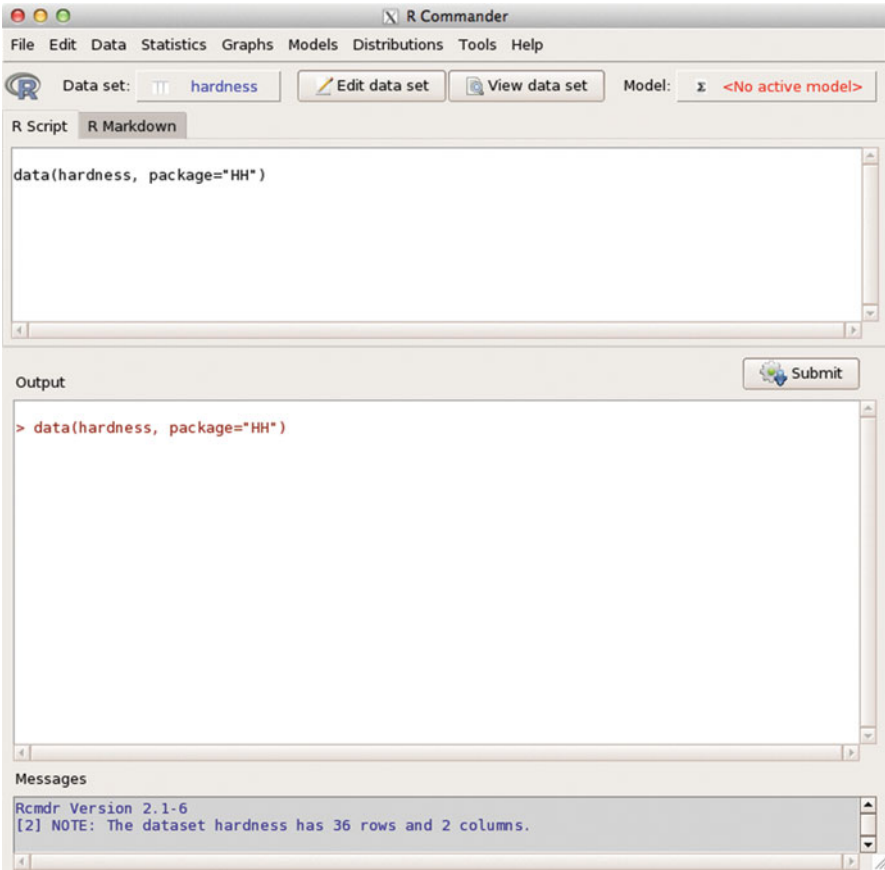 X R Commander
File Edit Data Statistics Graphs Models Distributions Tools Help
R Data set: hardness Edit data set View data set Model: Σ <No active model>
R Script R Markdown
data(hardness, package="HH")
Output Submit
> data(hardness, package="HH")
Messages
Rcmdr Version 2.1-6
[2] NOTE: The dataset hardness has 36 rows and 2 columns.